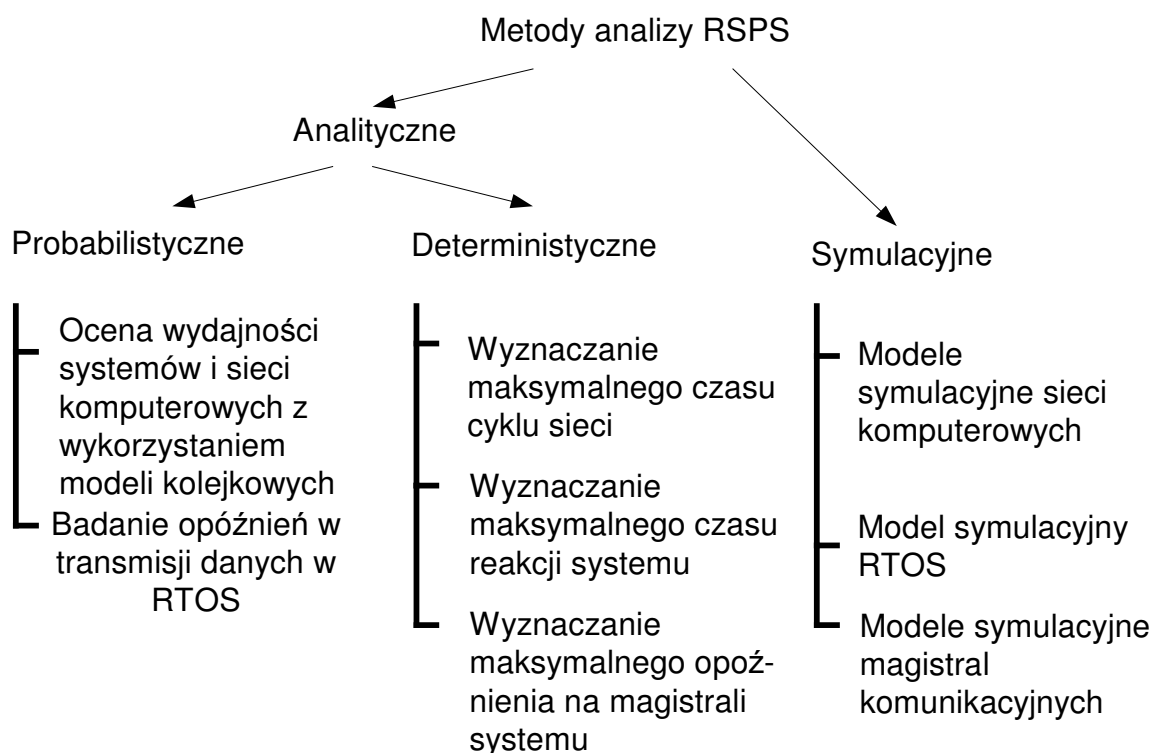 Metody analizy RSPS
Analityczne
Probabilistyczne
Ocena wydajności
systemów i sieci
komputerowych z
wykorzystaniem
modeli kolejkowych
Badanie opóźnień w
transmisji danych w
RTOS
Deterministyczne
Wyznaczanie
maksymalnego czasu
cyklu sieci
Wyznaczanie
maksymalnego czasu
reakcji systemu
Wyznaczanie
maksymalnego opoź-
nienia na magistrali
systemu
Symulacyjne
Modele
symulacyjne sieci
komputerowych
Model symulacyjny
RTOS
Modele symulacyjne
magistral
komunikacyjnych